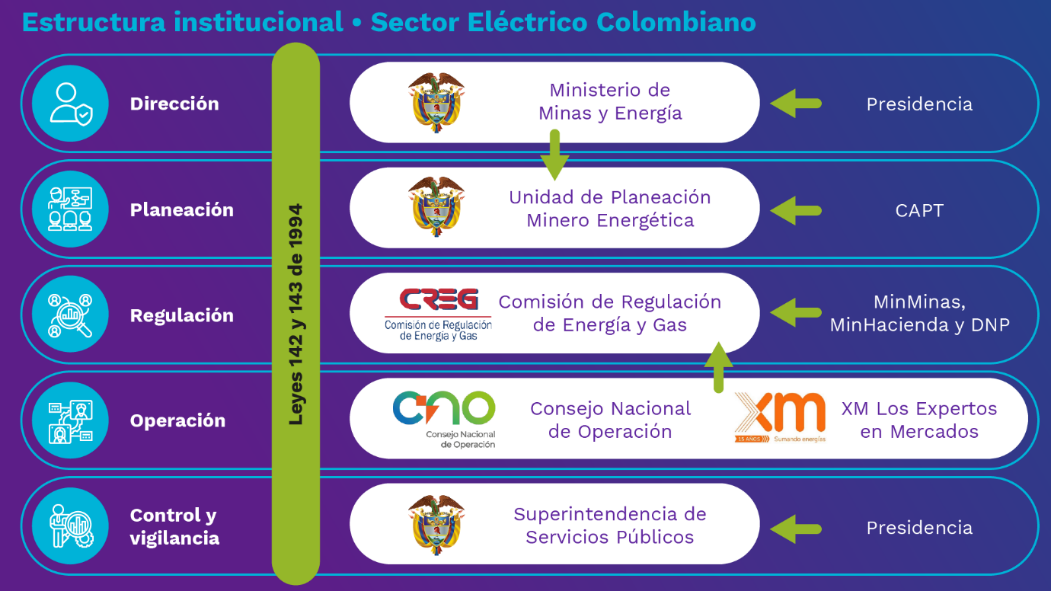 Estructura institucional • Sector Eléctrico Colombiano
Leyes 142 y 143 de 1994
Dirección
Ministerio de
Minas y Energía
Presidencia
Planeación
Unidad de Planeación
Minero Energética
CAPT
Regulación
CREG
Comisión de Regulación
de Energía y Gas
Comisión de Regulación
de Energía y Gas
MinMinas,
MinHacienda y DNP
Operación
cno
Consejo Nacional
de Operación
Consejo Nacional
de Operación
xm
Sumando energías
XM Los Expertos
en Mercados
Control y
vigilancia
Superintendencia de
Servicios Públicos
Presidencia